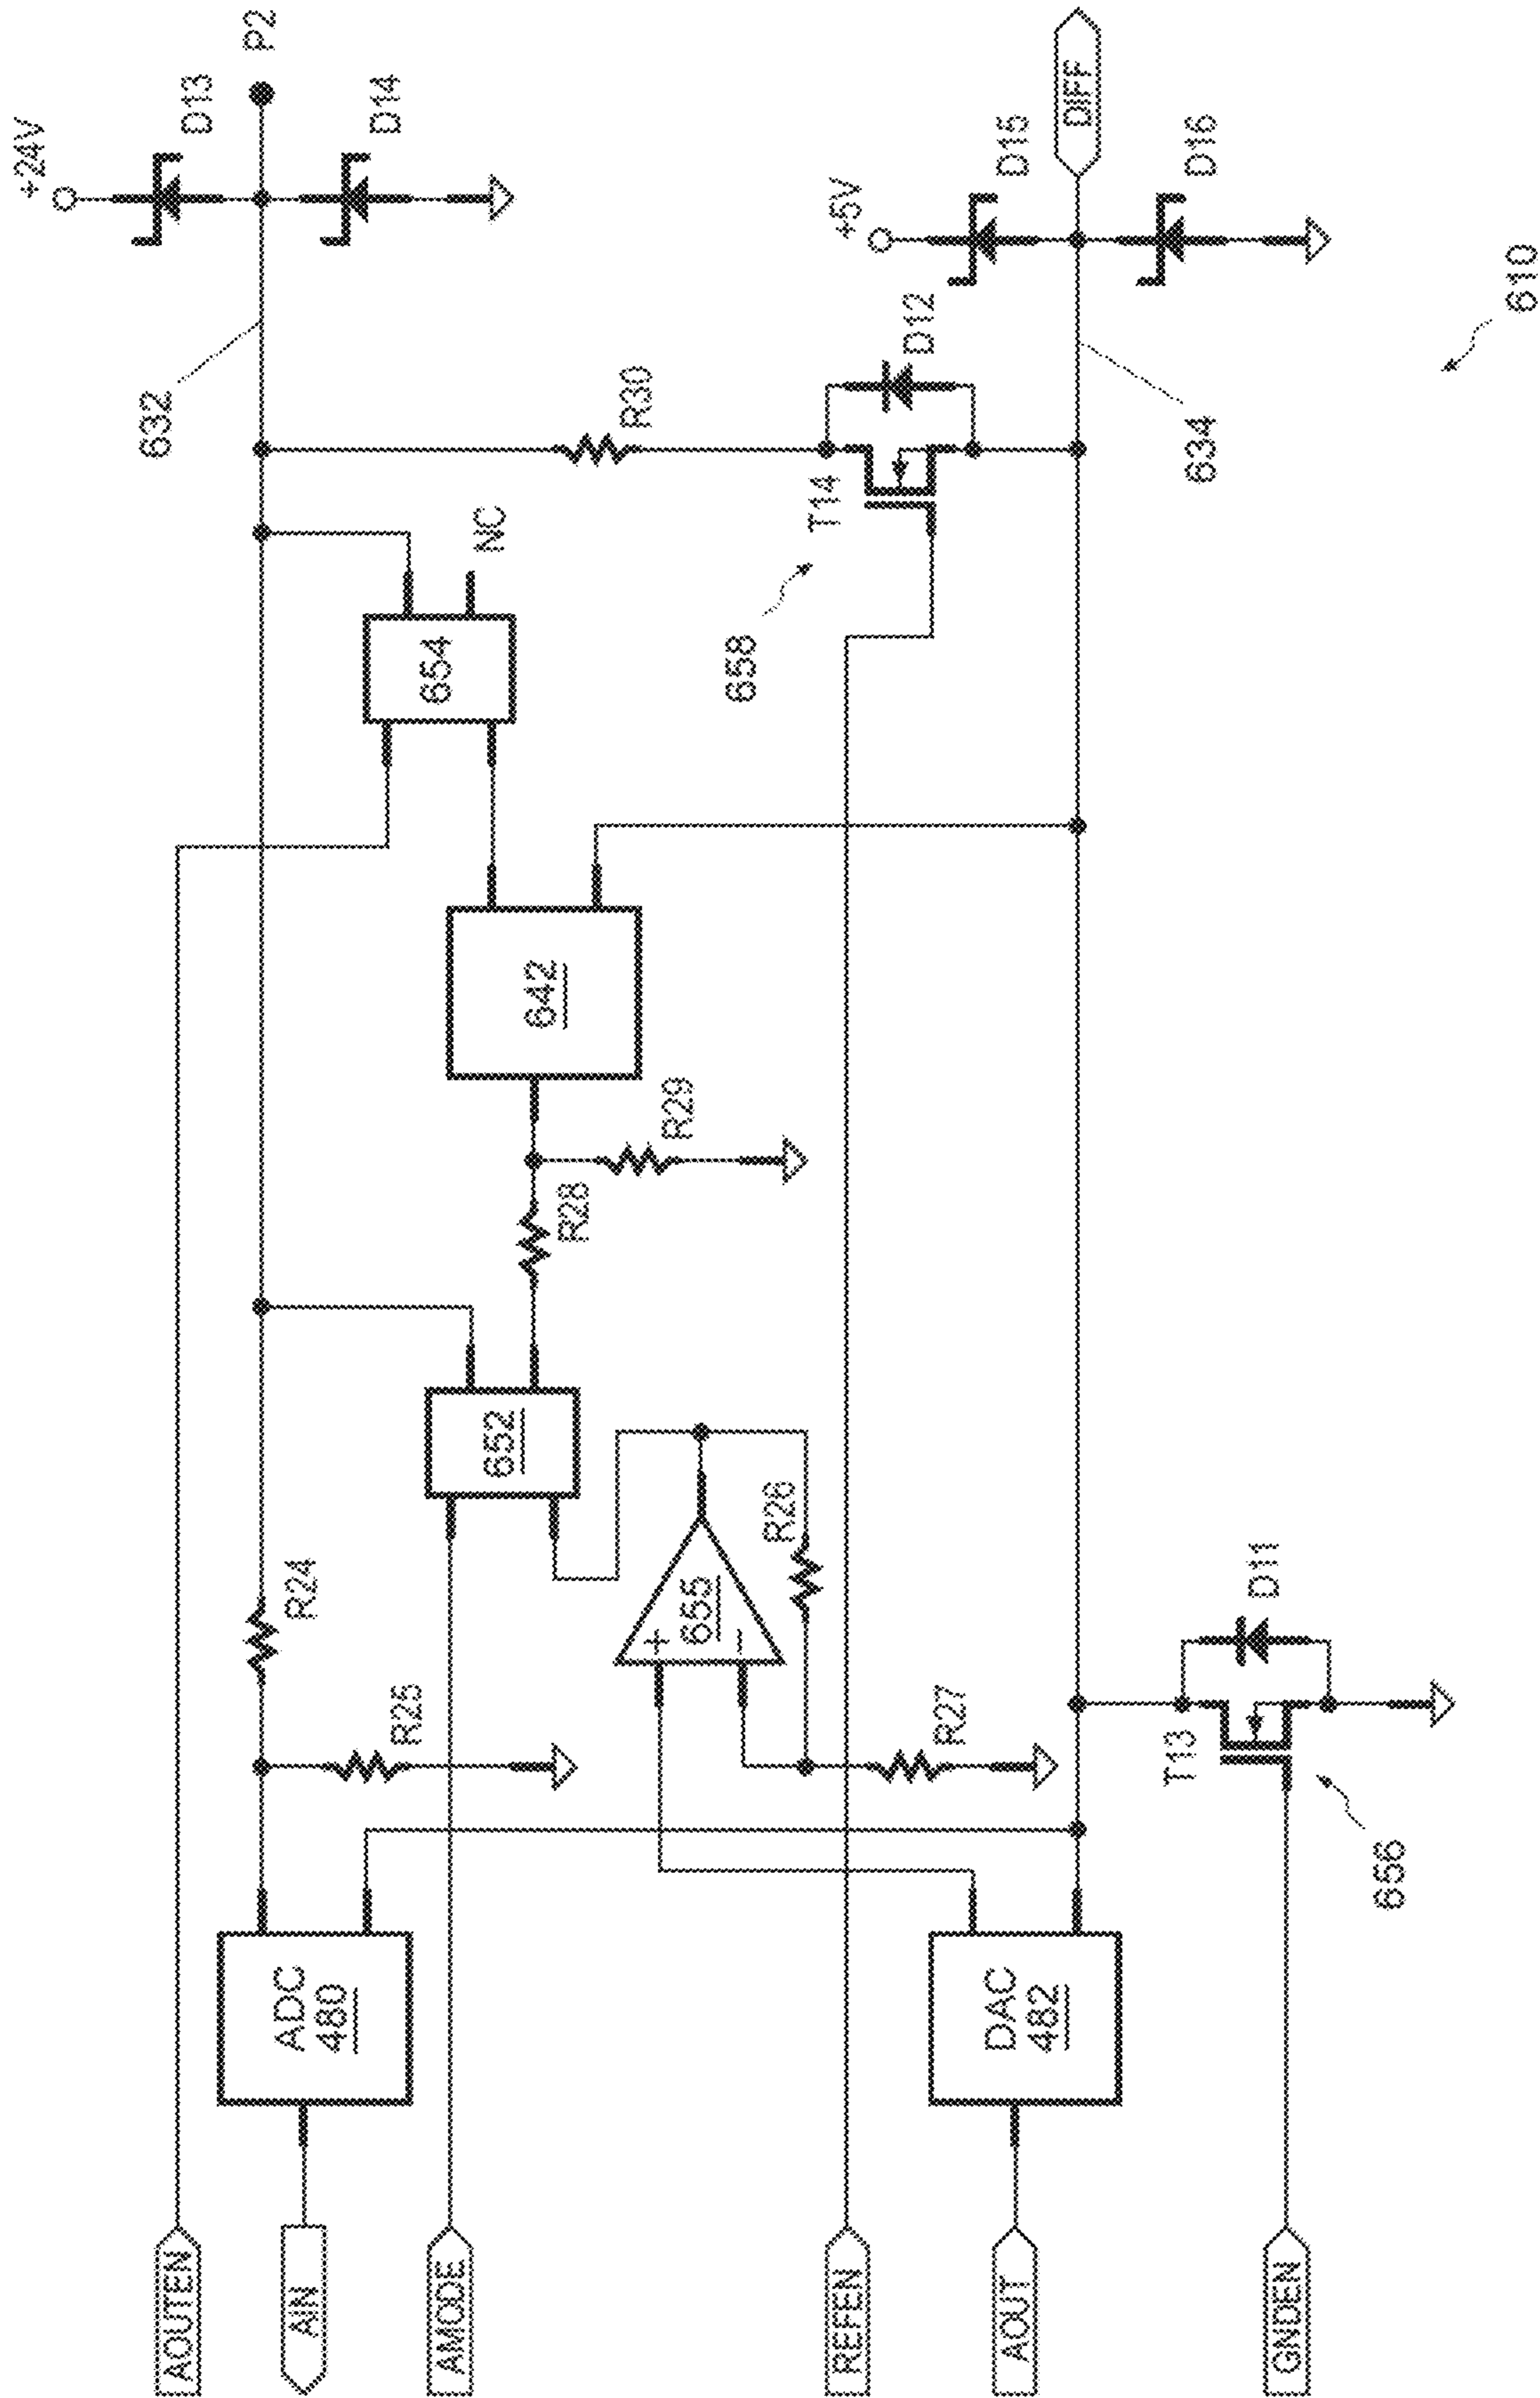 +24V
P2
D13
D14
632
+5V
DIFF
D15
D16
R30
D12
634
T14
NC
654
658
642
R29
R28
652
R24
R25
655
+
−
R26
R27
D11
T13
656
ADC
480
DAC
482
AOUTEN
AIN
AMODE
REFEN
AOUT
GNDEN
610